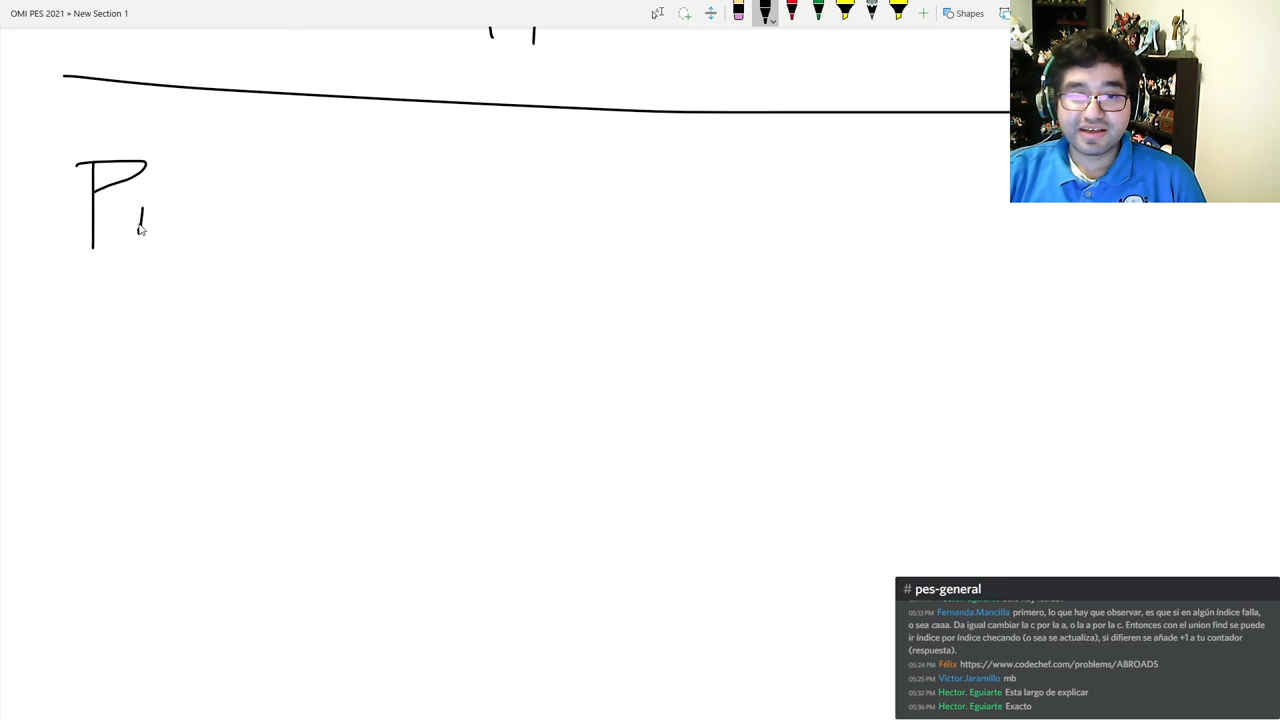 OMI PES 2021 » New Section 1
Shapes
P
# pes-general
05:13 PM Fernanda.Mancilla primero, lo que hay que observar, es que si en algún índice falla,
o sea caaa. Da igual cambiar la c por la a, o la a por la c. Entonces con el union find se puede
ir índice por índice checando (o sea se actualiza), si difieren se añade +1 a tu contador
(respuesta).
05:24 PM Félix https://www.codechef.com/problems/ABROADS
05:25 PM Victor.Jaramillo mb
05:32 PM Hector. Eguiarte Esta largo de explicar
05:36 PM Hector. Eguiarte Exacto